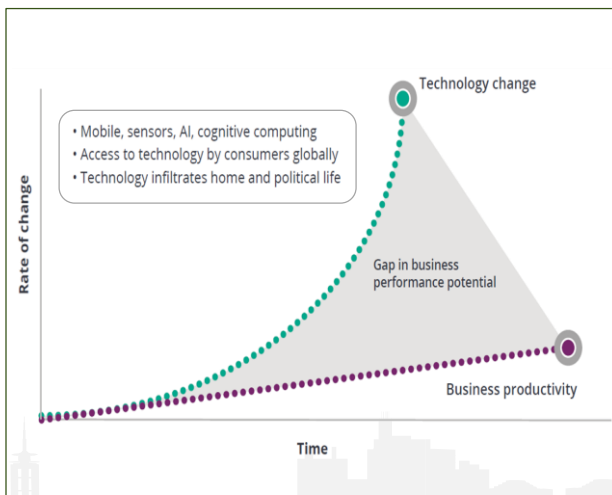 Technology change
• Mobile, sensors, AI, cognitive computing
• Access to technology by consumers globally
• Technology infiltrates home and political life
Rate of change
Gap in business
performance potential
Business productivity
Time